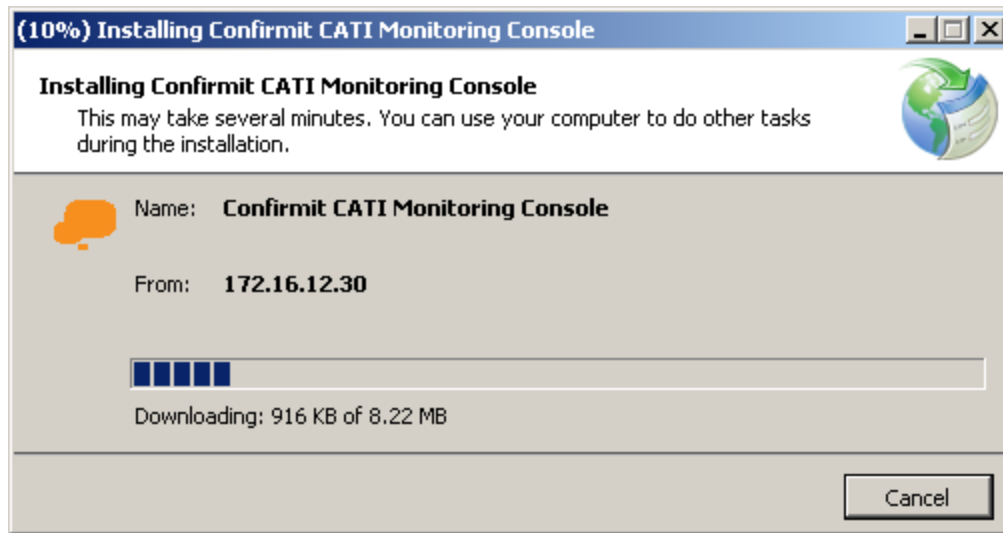 (10%) Installing Confirmit CATI Monitoring Console
Installing Confirmit CATI Monitoring Console
This may take several minutes. You can use your computer to do other tasks
during the installation.
Name: Confirmit CATI Monitoring Console
From: 172.16.12.30
Downloading: 916 KB of 8.22 MB
Cancel